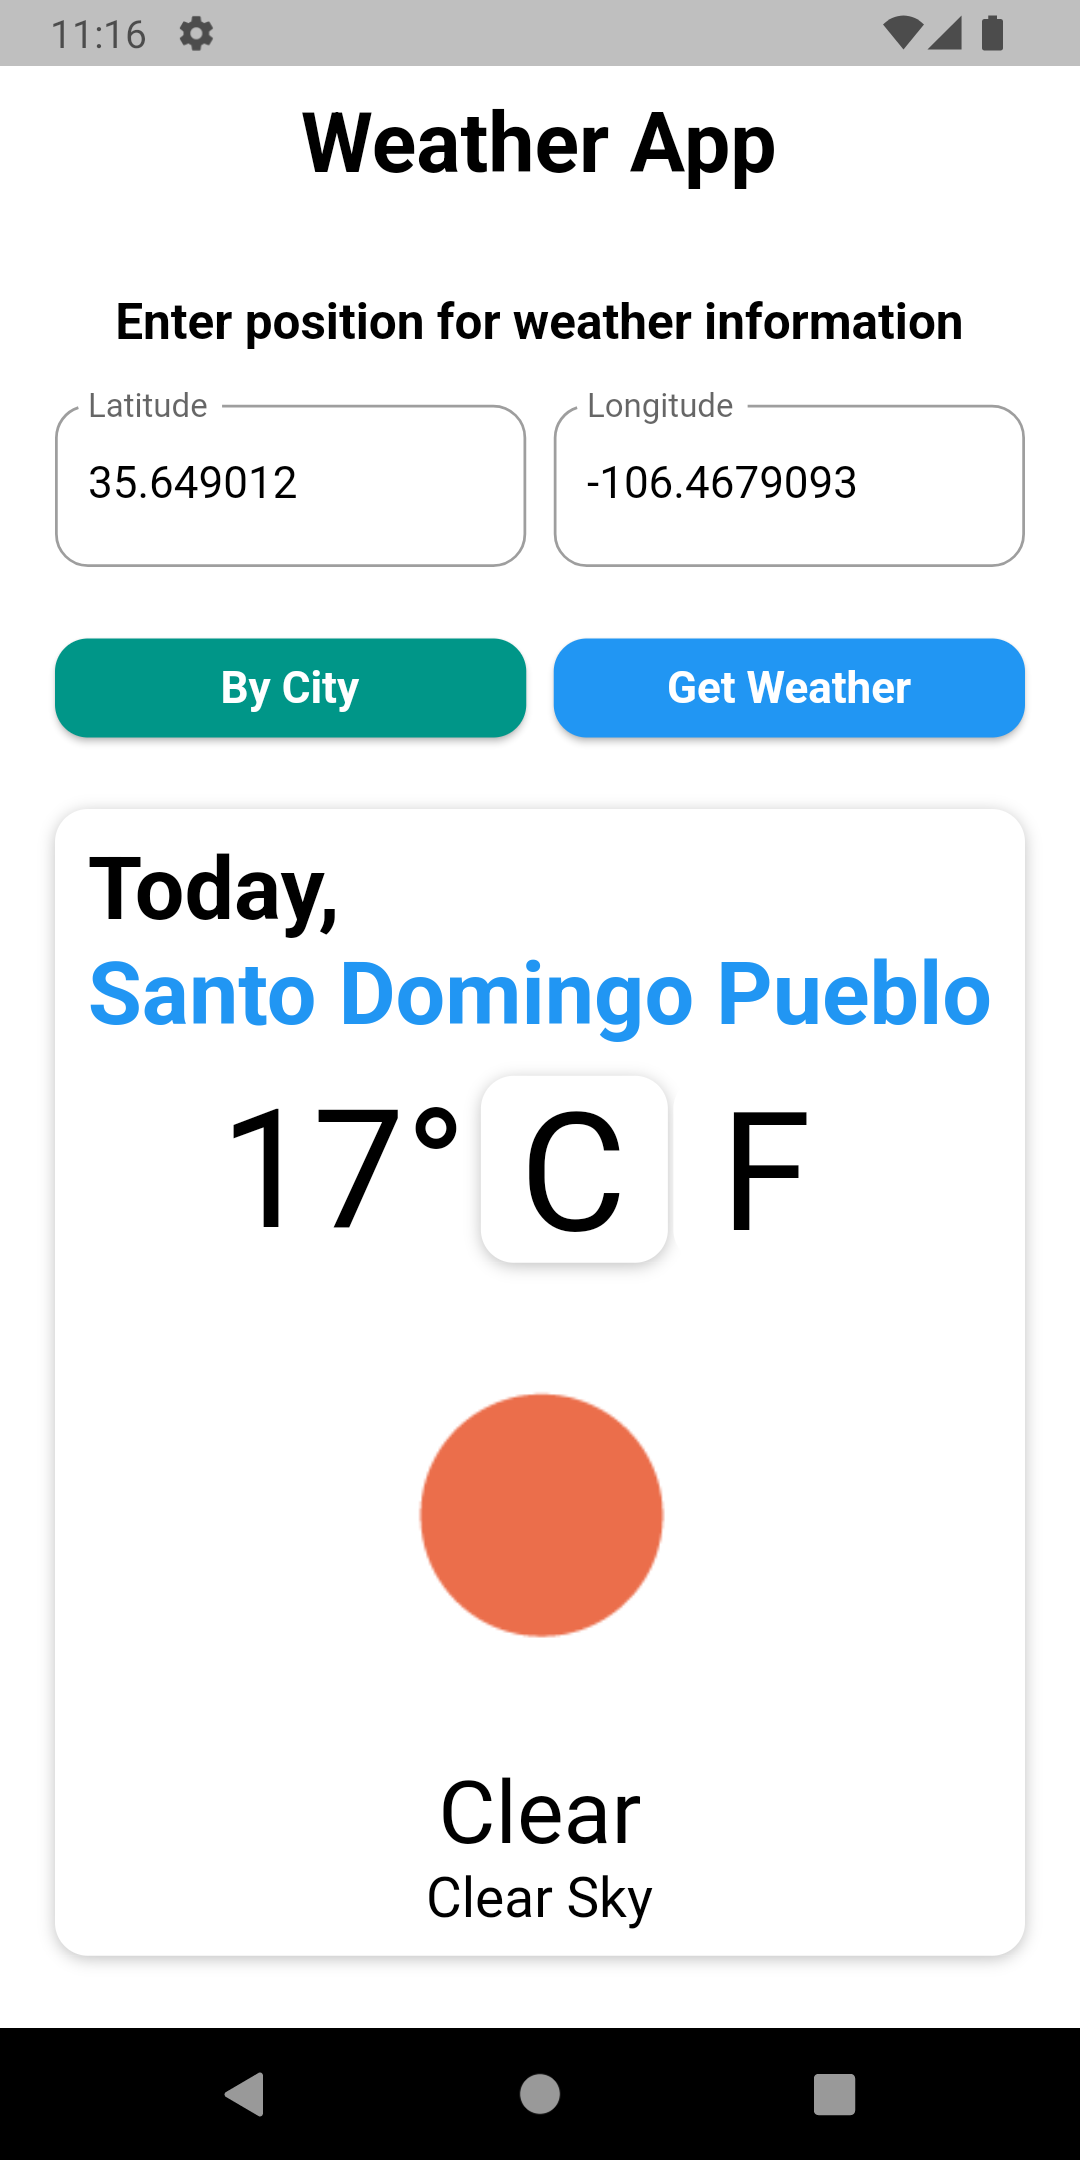 11:16
Weather App
Enter position for weather information
Latitude
Longitude
35.649012
-106.4679093
By City
Get Weather
Today,
Santo Domingo Pueblo
17° C F
Clear
Clear Sky